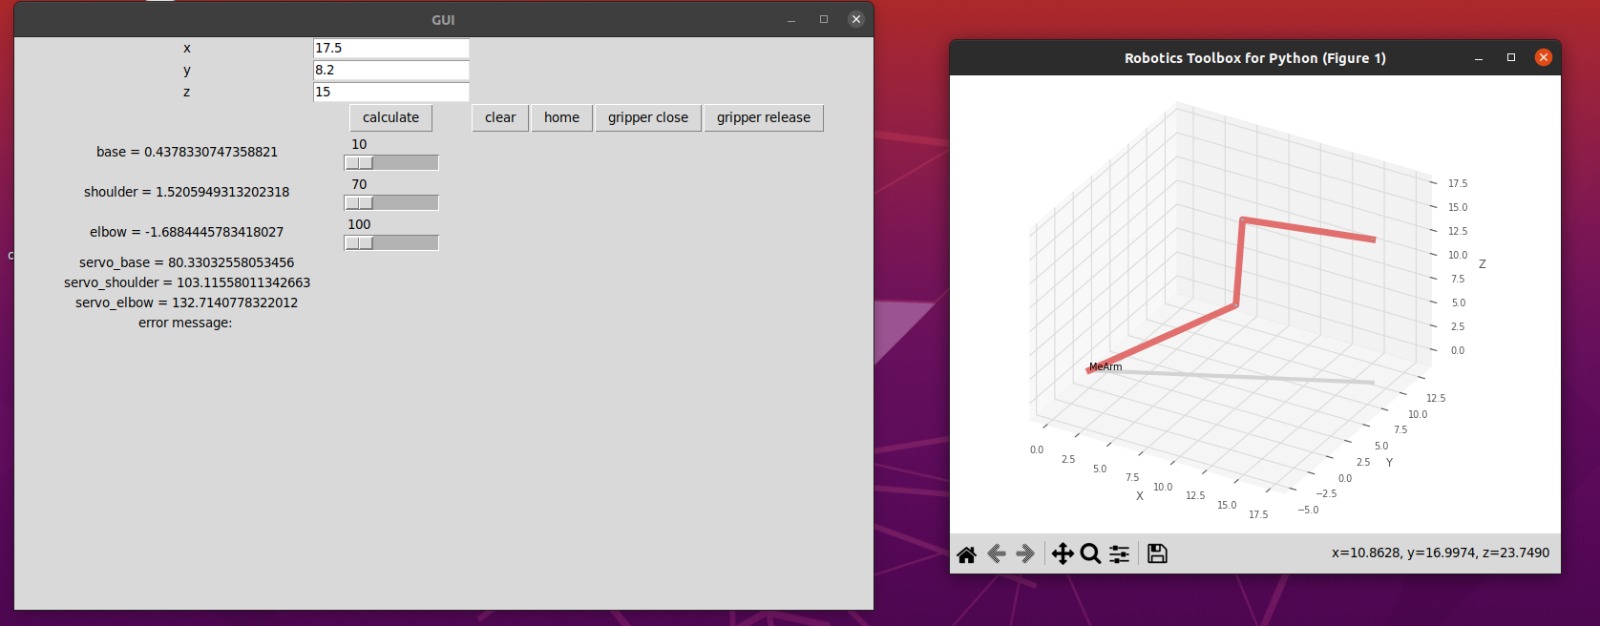 GUI
x 17.5
y 8.2
z 15
calculate clear home gripper close gripper release
base = 0.4378330747358821 10
shoulder = 1.5205949313202318 70
elbow = -1.6884445783418027 100
servo_base = 80.33032558053456
servo_shoulder = 103.11558011342663
servo_elbow = 132.7140778322012
error message:
Robotics Toolbox for Python (Figure 1)
17.5
15.0
12.5
10.0
7.5
5.0
2.5
0.0
Z
MeArm
0.0
2.5
5.0
7.5
10.0
12.5
15.0
17.5
X
12.5
10.0
7.5
5.0
2.5
0.0
−2.5
−5.0
Y
x=10.8628, y=16.9974, z=23.7490